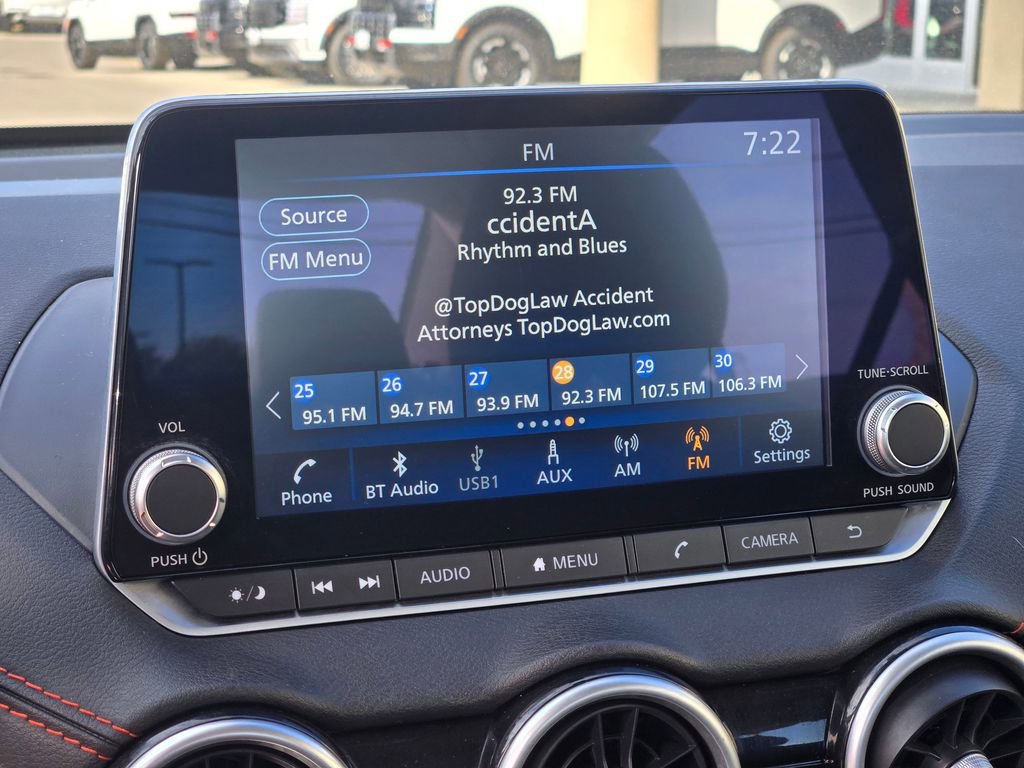 FM
7:22
92.3 FM
Source
ccidentA
Rhythm and Blues
FM Menu
@TopDogLaw Accident
Attorneys TopDogLaw.com
25
95.1 FM
26
94.7 FM
27
93.9 FM
28
92.3 FM
29
107.5 FM
30
106.3 FM
Phone
BT Audio
USB1
AUX
AM
FM
Settings
VOL
PUSH
TUNE·SCROLL
PUSH SOUND
AUDIO
MENU
CAMERA